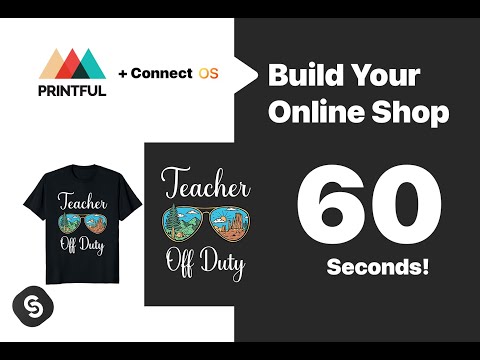 PRINTFUL
+ Connect OS
Build Your
Online Shop
60
Seconds!
Teacher
Off Duty
Teacher
Off Duty